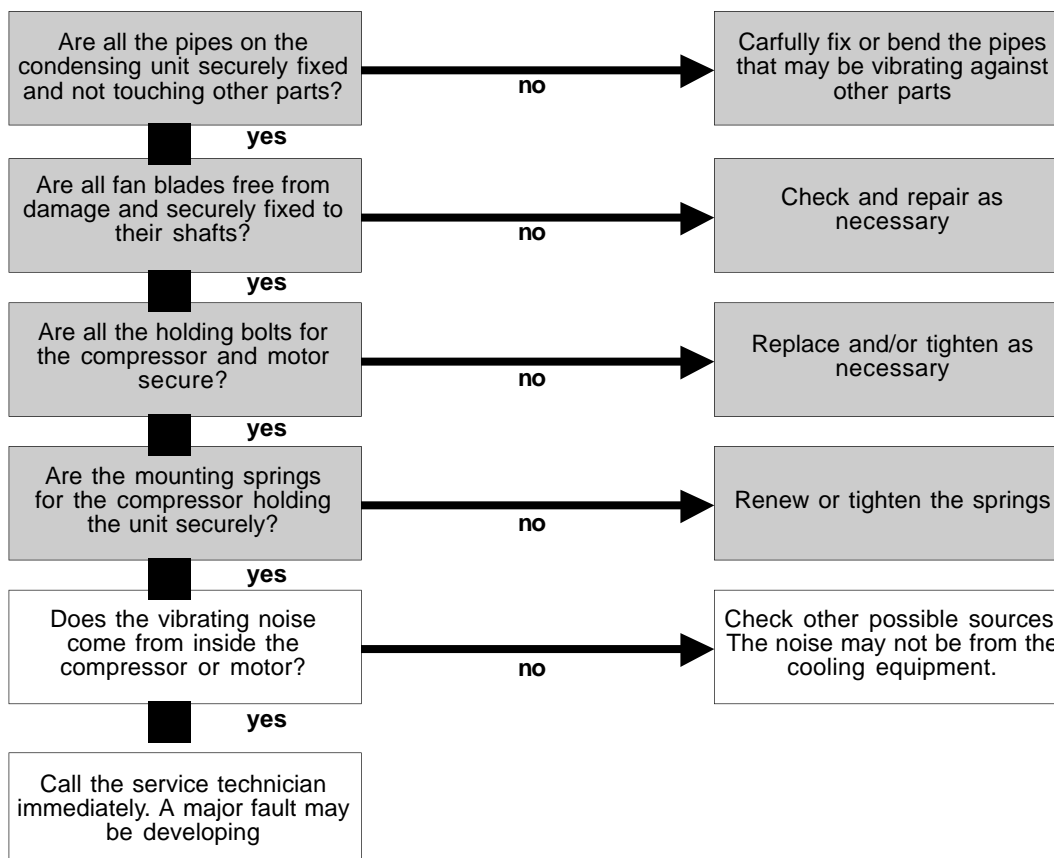 Are all the pipes on the
condensing unit securely fixed
and not touching other parts?
no
Carfully fix or bend the pipes
that may be vibrating against
other parts
yes
Are all fan blades free from
damage and securely fixed to
their shafts?
no
Check and repair as
necessary
yes
Are all the holding bolts for
the compressor and motor
secure?
no
Replace and/or tighten as
necessary
yes
Are the mounting springs
for the compressor holding
the unit securely?
no
Renew or tighten the springs
yes
Does the vibrating noise
come from inside the
compressor or motor?
no
Check other possible sources
The noise may not be from the
cooling equipment.
yes
Call the service technician
immediately. A major fault may
be developing